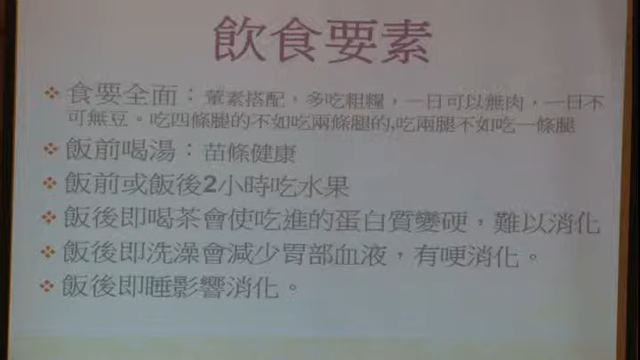 飲食要素
食要全面：葷素搭配，多吃粗糧，一日可以無肉，一日不
可無豆。吃四條腿的不如吃兩條腿的,吃兩腿不如吃一條腿
飯前喝湯：苗條健康
飯前或飯後2小時吃水果
飯後即喝茶會使吃進的蛋白質變硬，難以消化
飯後即洗澡會減少胃部血液，有哽消化。
飯後即睡影響消化。